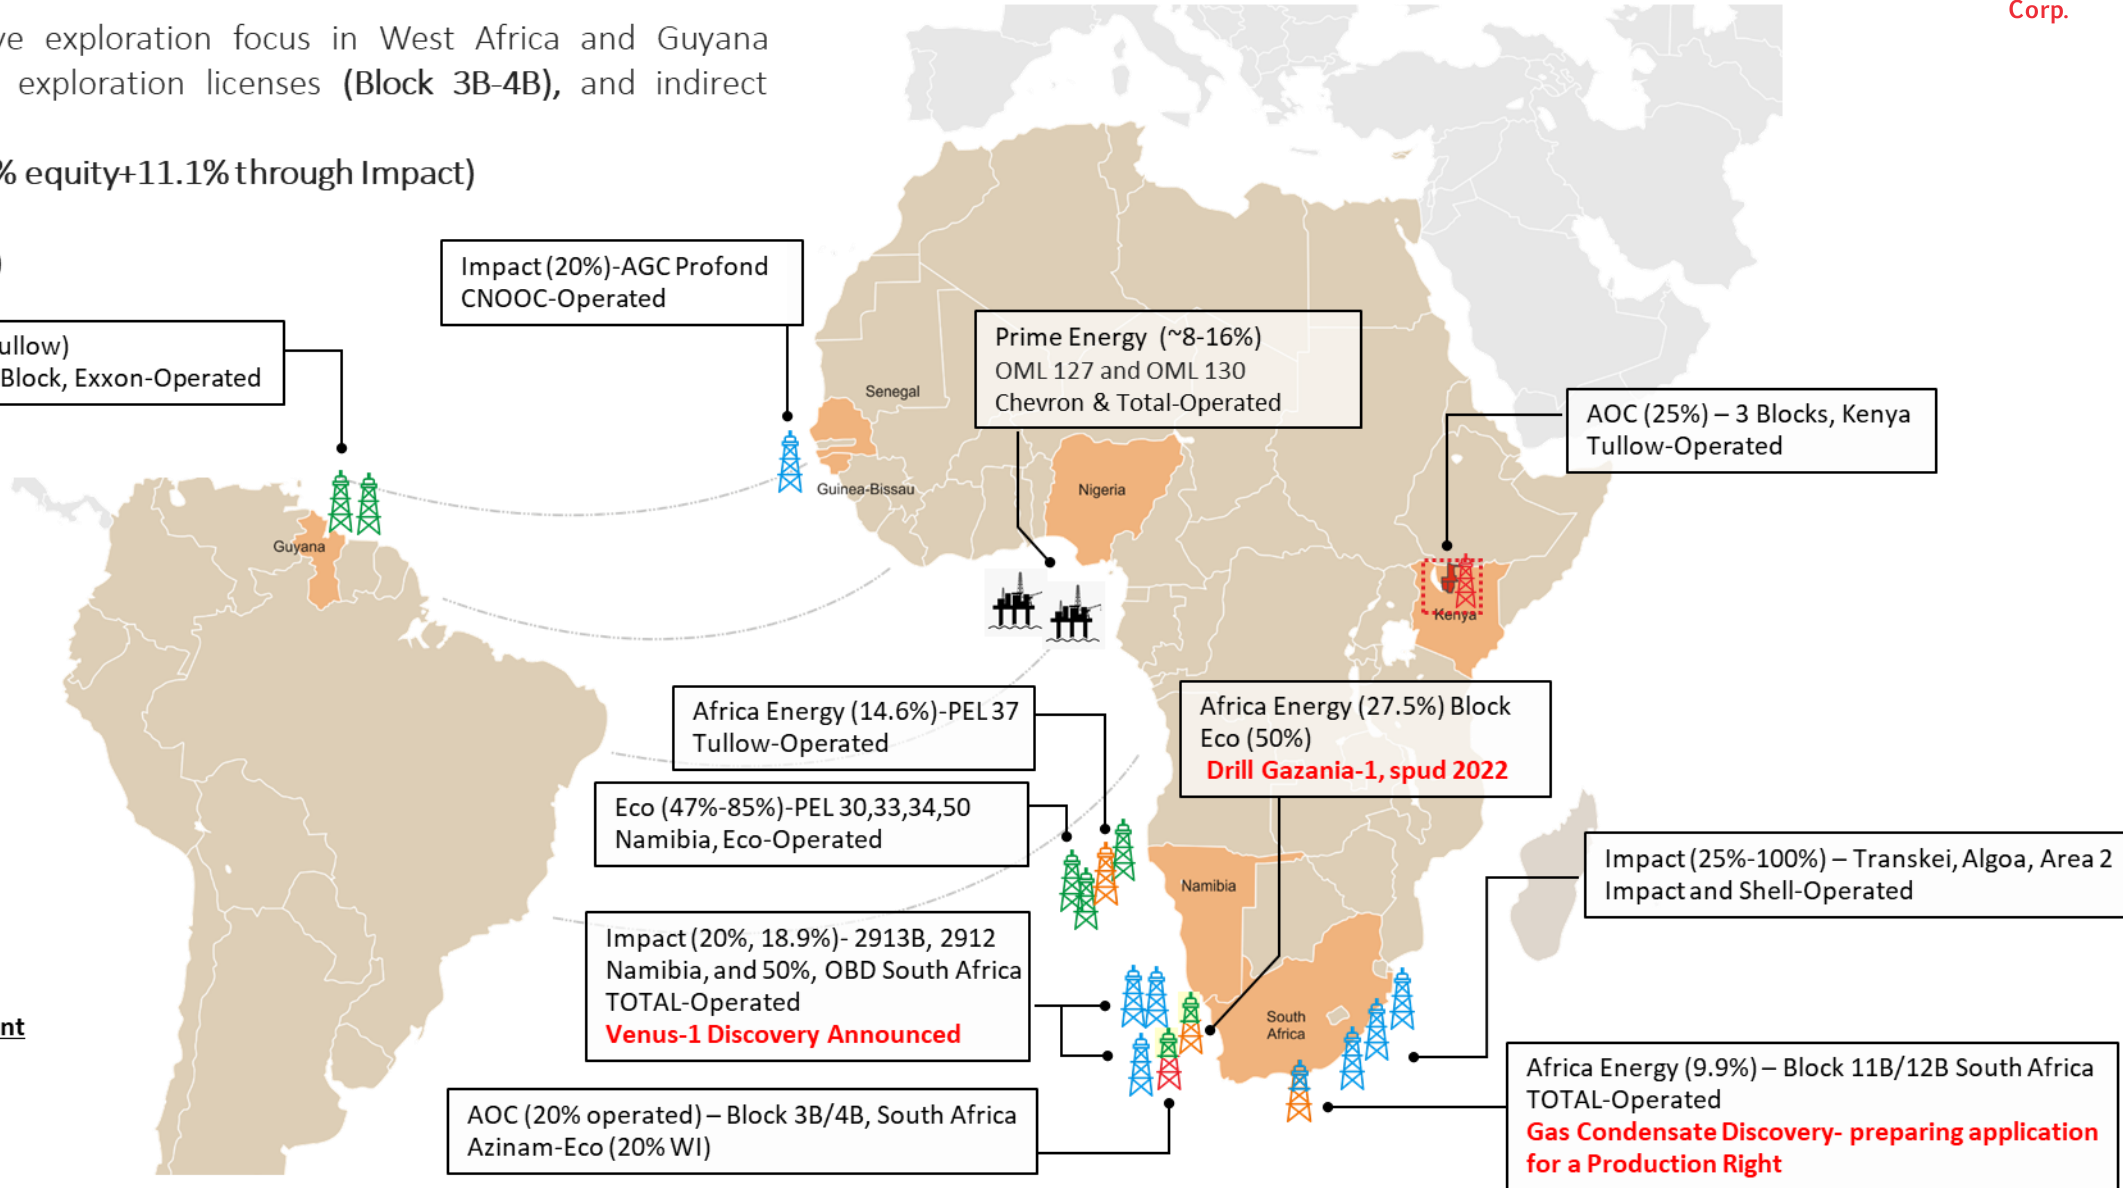 Corp.
ve exploration focus in West Africa and Guyana
exploration licenses (Block 3B-4B), and indirect
% equity+11.1% through Impact)
)
Impact (20%)-AGC Profond
CNOOC-Operated
ullow)
Block, Exxon-Operated
Prime Energy (~8-16%)
OML 127 and OML 130
Chevron & Total-Operated
AOC (25%) – 3 Blocks, Kenya
Tullow-Operated
Senegal
Guinea-Bissau
Nigeria
Guyana
Kenya
Africa Energy (14.6%)-PEL 37
Tullow-Operated
Africa Energy (27.5%) Block
Eco (50%)
Drill Gazania-1, spud 2022
Eco (47%-85%)-PEL 30,33,34,50
Namibia, Eco-Operated
Namibia
Impact (25%-100%) – Transkei, Algoa, Area 2
Impact and Shell-Operated
Impact (20%, 18.9%)- 2913B, 2912
Namibia, and 50%, OBD South Africa
TOTAL-Operated
Venus-1 Discovery Announced
South
Africa
nt
Africa Energy (9.9%) – Block 11B/12B South Africa
TOTAL-Operated
Gas Condensate Discovery- preparing application
for a Production Right
AOC (20% operated) – Block 3B/4B, South Africa
Azinam-Eco (20% WI)